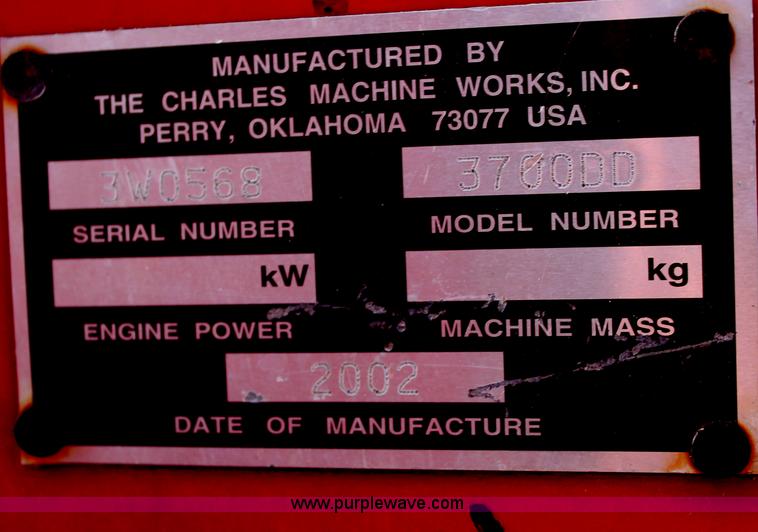 MANUFACTURED BY
THE CHARLES MACHINE WORKS, INC.
PERRY, OKLAHOMA 73077 USA
3W0568 3700DD
SERIAL NUMBER MODEL NUMBER
kW kg
ENGINE POWER MACHINE MASS
2002
DATE OF MANUFACTURE
www.purplewave.com